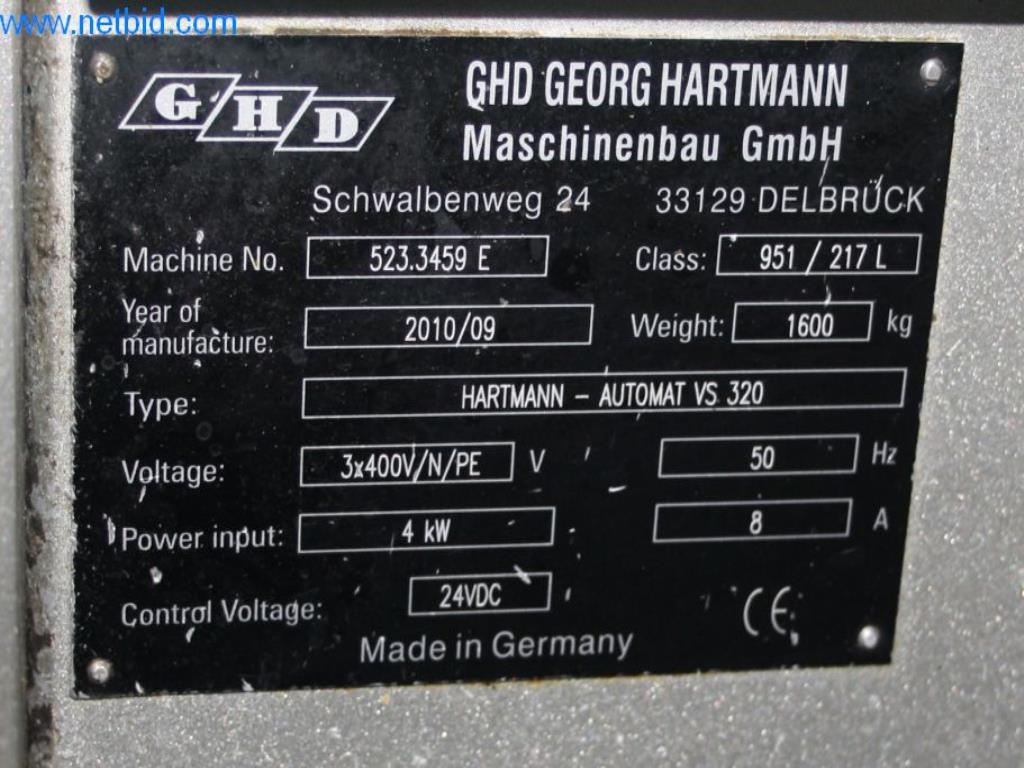 www.netbid.com
GHD GHD GEORG HARTMANN
Maschinenbau GmbH
Schwalbenweg 24 33129 DELBRÜCK
Machine No. 523.3459 E Class: 951 / 217 L
Year of
manufacture: 2010/09 Weight: 1600 kg
Type: HARTMANN - AUTOMAT VS 320
Voltage: 3x400V/N/PE V 50 Hz
Power input: 4 kW 8 A
Control Voltage: 24VDC CE
Made in Germany